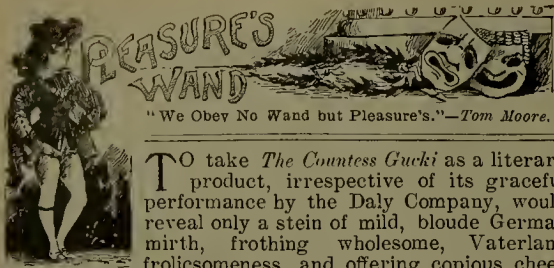 PLEASURE'S
WAND
"We Obey No Wand but Pleasure's."—Tom Moore.
TO take The Countess Gucki as a literar
product, irrespective of its gracefu
performance by the Daly Company, woul
reveal only a stein of mild, bloude Germa
mirth, frothing wholesome, Vaterlan
frolicsomeness, and offering copious chee